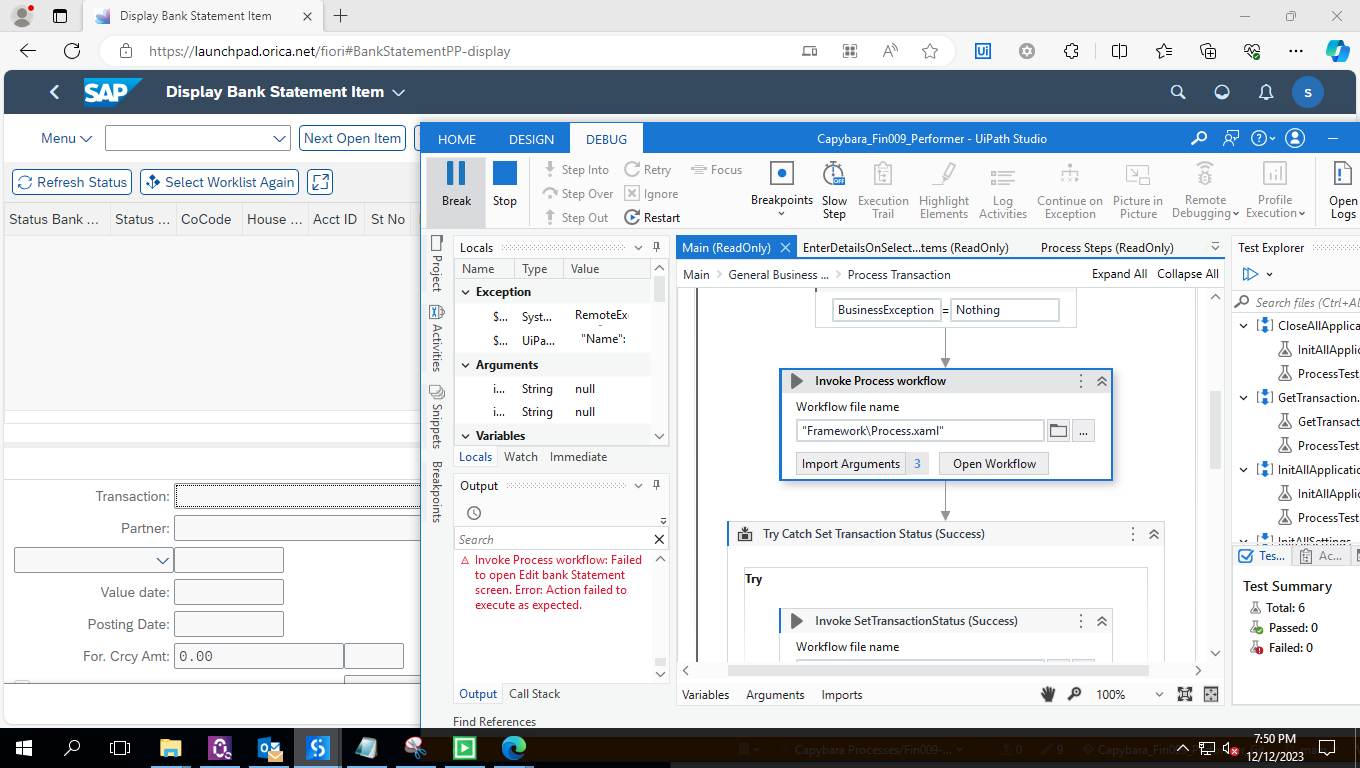 Display Bank Statement Item
https://launchpad.orica.net/fiori#BankStatementPP-display
SAP
Display Bank Statement Item
s
Menu
Next Open Item
Refresh Status
Select Worklist Again
Status Bank ...
Status ...
CoCode
House ...
Acct ID
St No
Transaction:
Partner:
Value date:
Posting Date:
For. Crcy Amt:
0.00
HOME
DESIGN
DEBUG
Capybara_Fin009_Performer - UiPath Studio
Break
Stop
Step Into
Step Over
Step Out
Retry
Ignore
Restart
Focus
Breakpoints
Slow Step
Execution Trail
Highlight Elements
Log Activities
Continue on Exception
Picture in Picture
Remote Debugging
Profile Execution
Open Logs
Project
Activities
Snippets
Breakpoints
Locals
Name
Type
Value
Exception
$...
Syst...
RemoteEx
$...
UiPa...
"Name":
Arguments
i...
String
null
i...
String
null
Variables
Locals
Watch
Immediate
Output
Search
Invoke Process workflow: Failed
to open Edit bank Statement
screen. Error: Action failed to
execute as expected.
Output
Call Stack
Find References
Main (ReadOnly)
EnterDetailsOnSelect...tems (ReadOnly)
Process Steps (ReadOnly)
Main
General Business ...
Process Transaction
Expand All
Collapse All
BusinessException
=
Nothing
Invoke Process workflow
Workflow file name
"Framework\Process.xaml"
...
Import Arguments
3
Open Workflow
Try Catch Set Transaction Status (Success)
Try
Invoke SetTransactionStatus (Success)
Workflow file name
Variables
Arguments
Imports
100%
Test Explorer
Search files (Ctrl+Al
CloseAllApplica
InitAllApplic
ProcessTest
GetTransaction.
GetTransact
ProcessTest
InitAllApplicatio
InitAllApplic
ProcessTest
InitAllSettings
Tes...
Ac...
Test Summary
Total: 6
Passed: 0
Failed: 0
Capybara Processes/Fin009-...
0
9
Capybara_Fin0
7:50 PM
12/12/2023